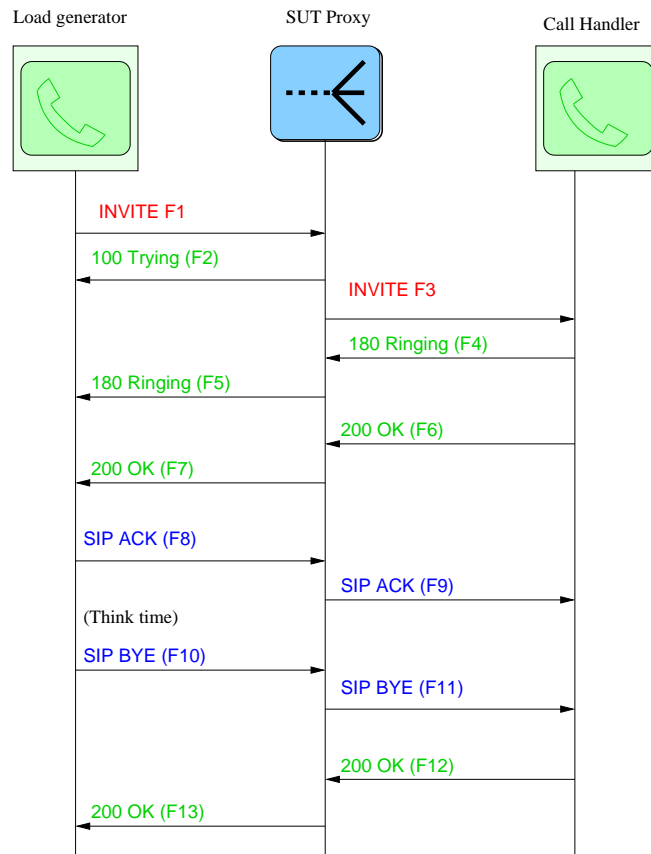 Load generator
SUT Proxy
Call Handler
INVITE F1
100 Trying (F2)
INVITE F3
180 Ringing (F4)
180 Ringing (F5)
200 OK (F6)
200 OK (F7)
SIP ACK (F8)
SIP ACK (F9)
(Think time)
SIP BYE (F10)
SIP BYE (F11)
200 OK (F12)
200 OK (F13)